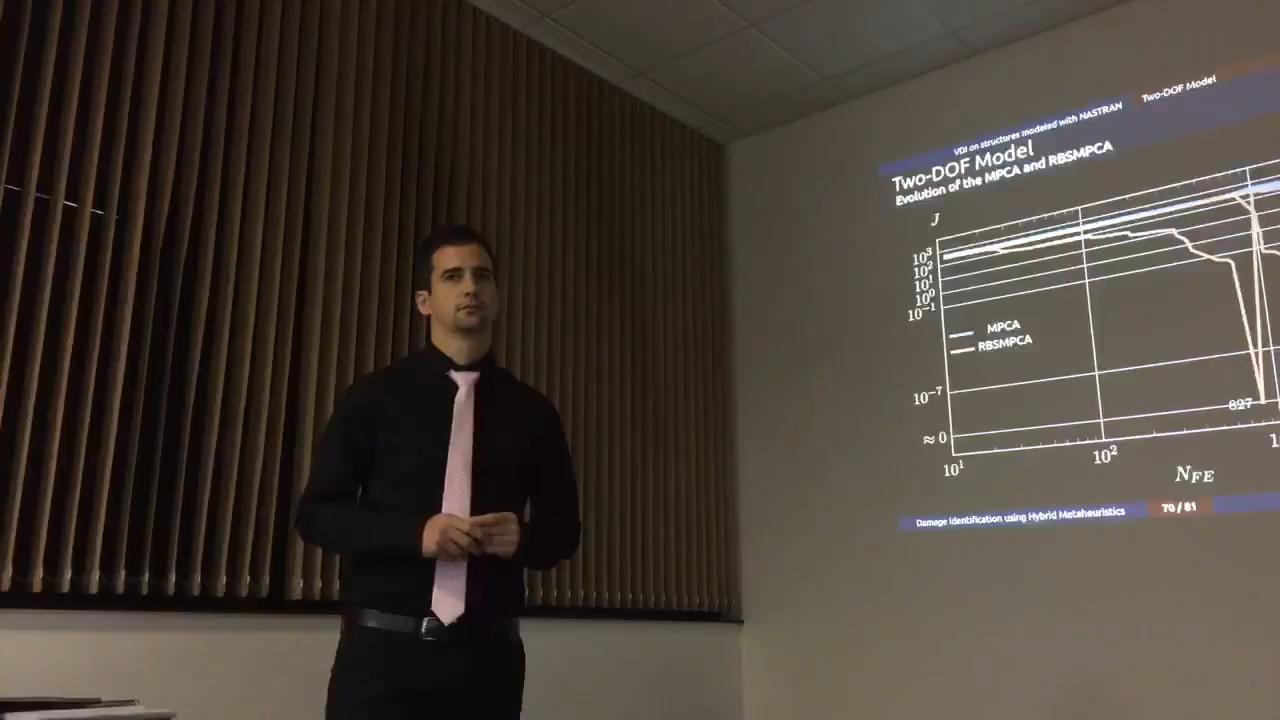 VDI on structures modeled with NASTRAN Two-DOF Model
Two-DOF Model
Evolution of the MPCA and RBSMPCA
J
10³
10²
10¹
10⁰
10⁻¹
MPCA
RBSMPCA
10⁻⁷
827
≈ 0
10¹
10²
N_FE
Damage Identification using Hybrid Metaheuristics 70 / 81